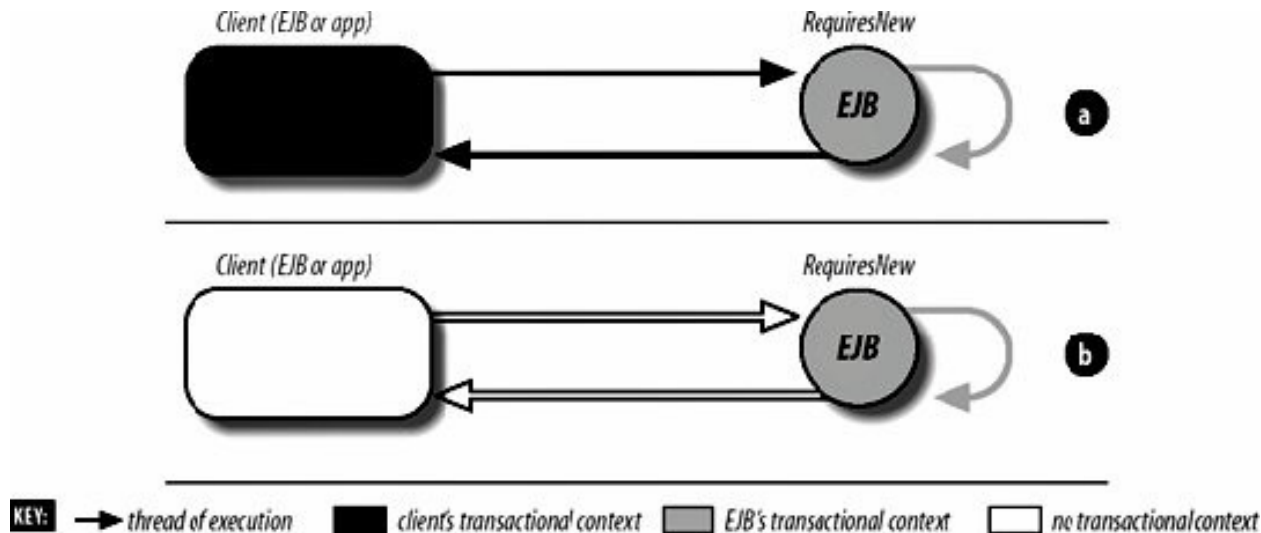 Client (EJB or app) RequiresNew
EJB
a
Client (EJB or app) RequiresNew
EJB
b
KEY: thread of execution client's transactional context EJB's transactional context no transactional context